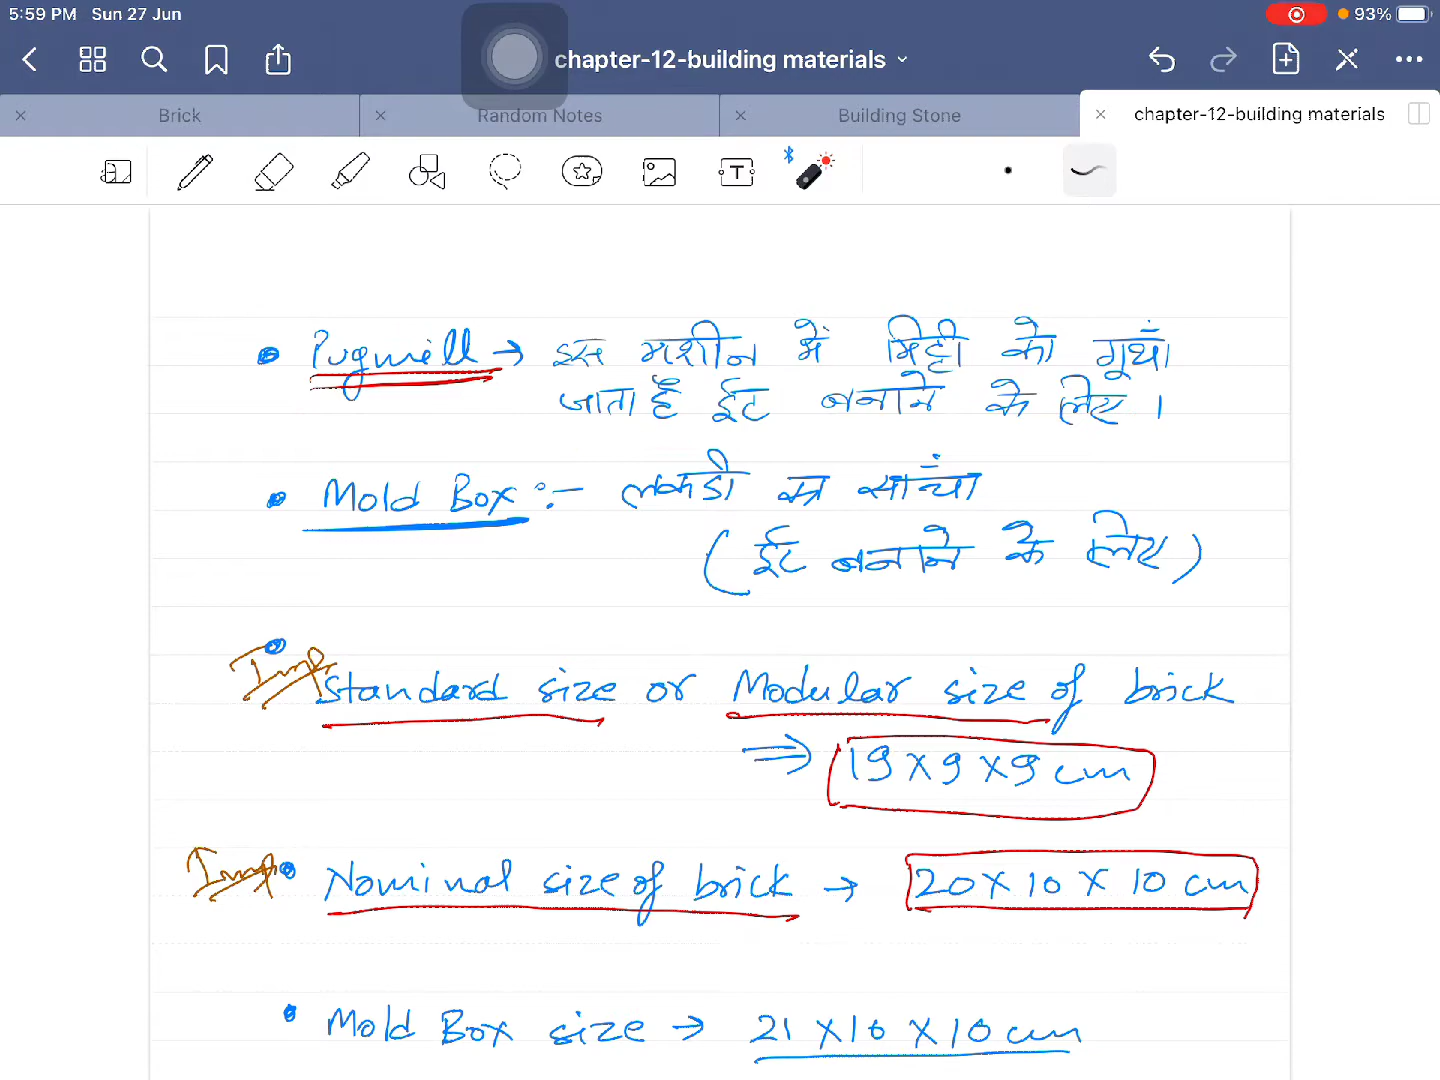 5:59 PM Sun 27 Jun
93%
chapter-12-building materials
Brick
Random Notes
Building Stone
chapter-12-building materials
T
Pugmill → इस मशीन में मिट्टी को गूंथा
जाता है ईट बनाने के लिए ।
Mold Box :- लकडी का सांचा
(ईट बनाने के लिए)
Imp
Standard size or Modular size of brick
⇒ 19 × 9 × 9 cm
Imp
Nominal size of brick → 20 × 10 × 10 cm
Mold Box size → 21 × 10 × 10 cm